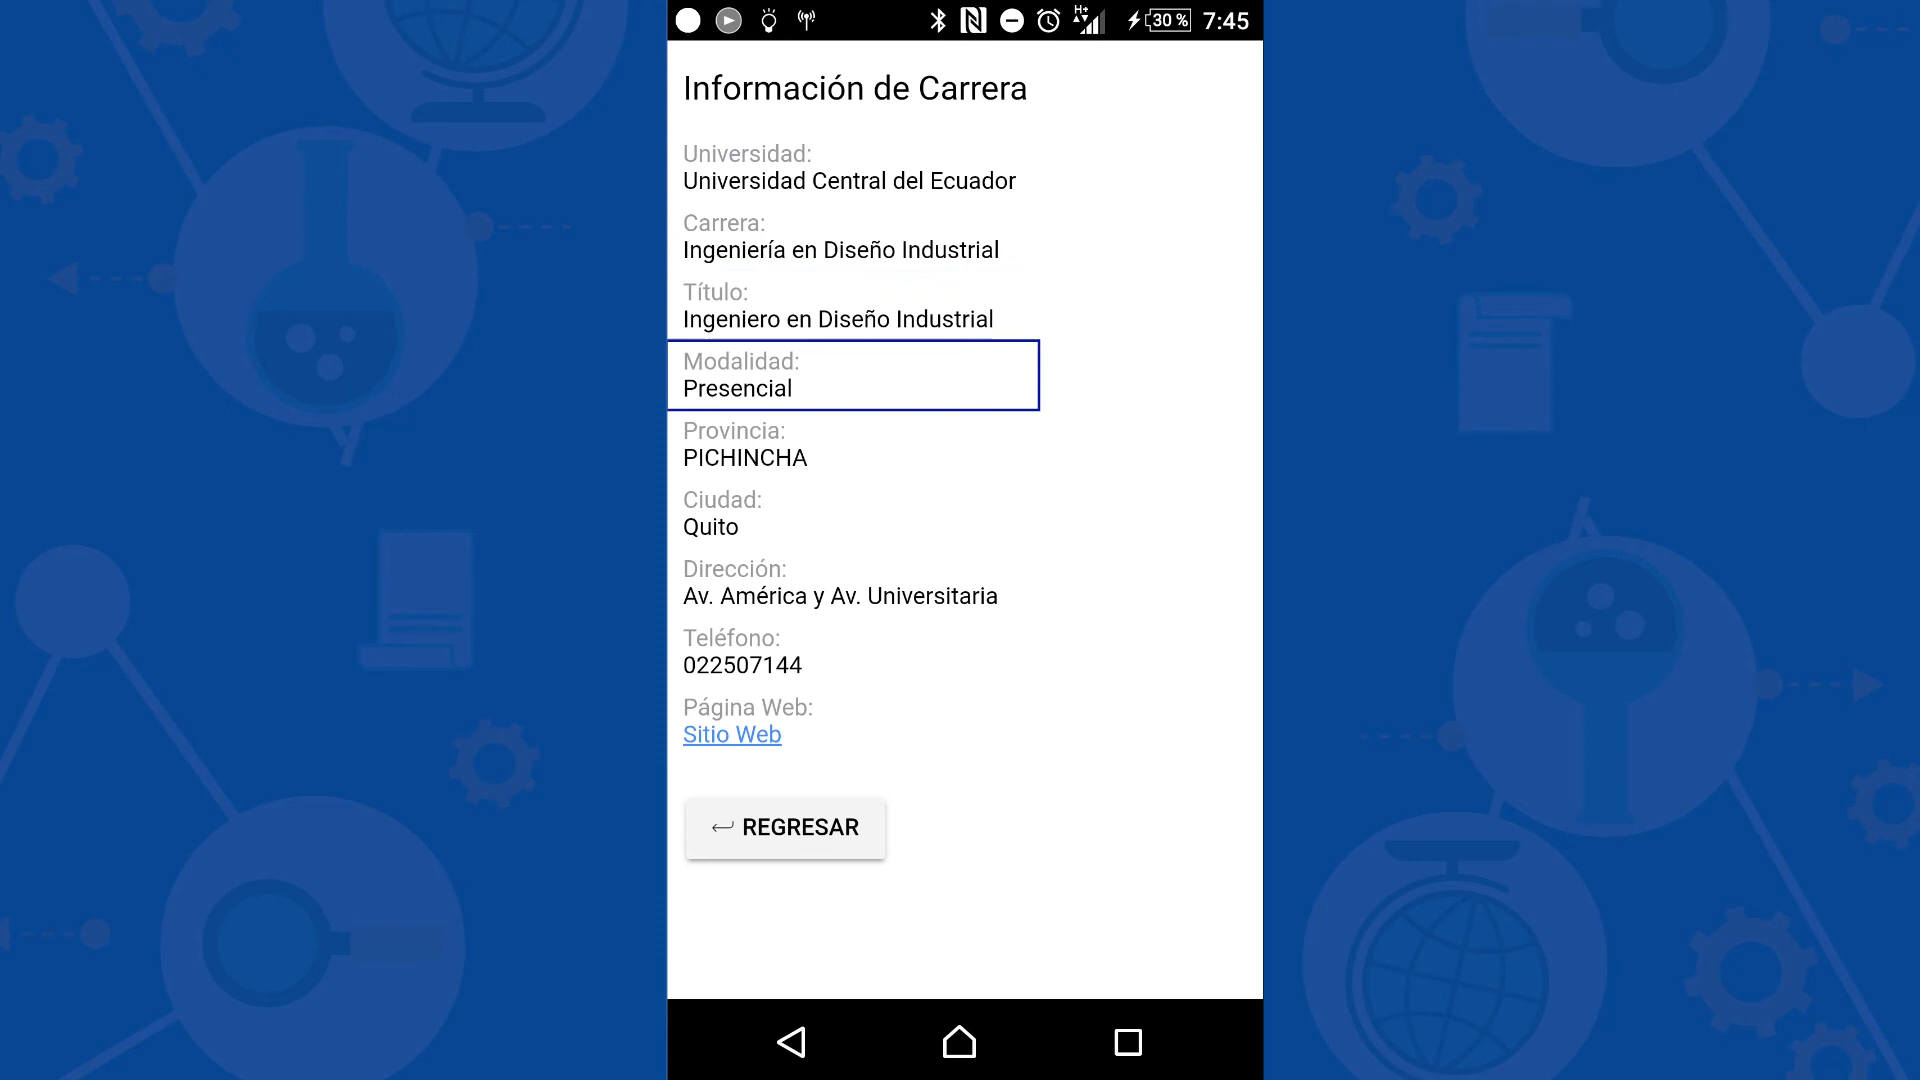 H+
30 %
7:45
Información de Carrera
Universidad:
Universidad Central del Ecuador
Carrera:
Ingeniería en Diseño Industrial
Título:
Ingeniero en Diseño Industrial
Modalidad:
Presencial
Provincia:
PICHINCHA
Ciudad:
Quito
Dirección:
Av. América y Av. Universitaria
Teléfono:
022507144
Página Web:
Sitio Web
REGRESAR